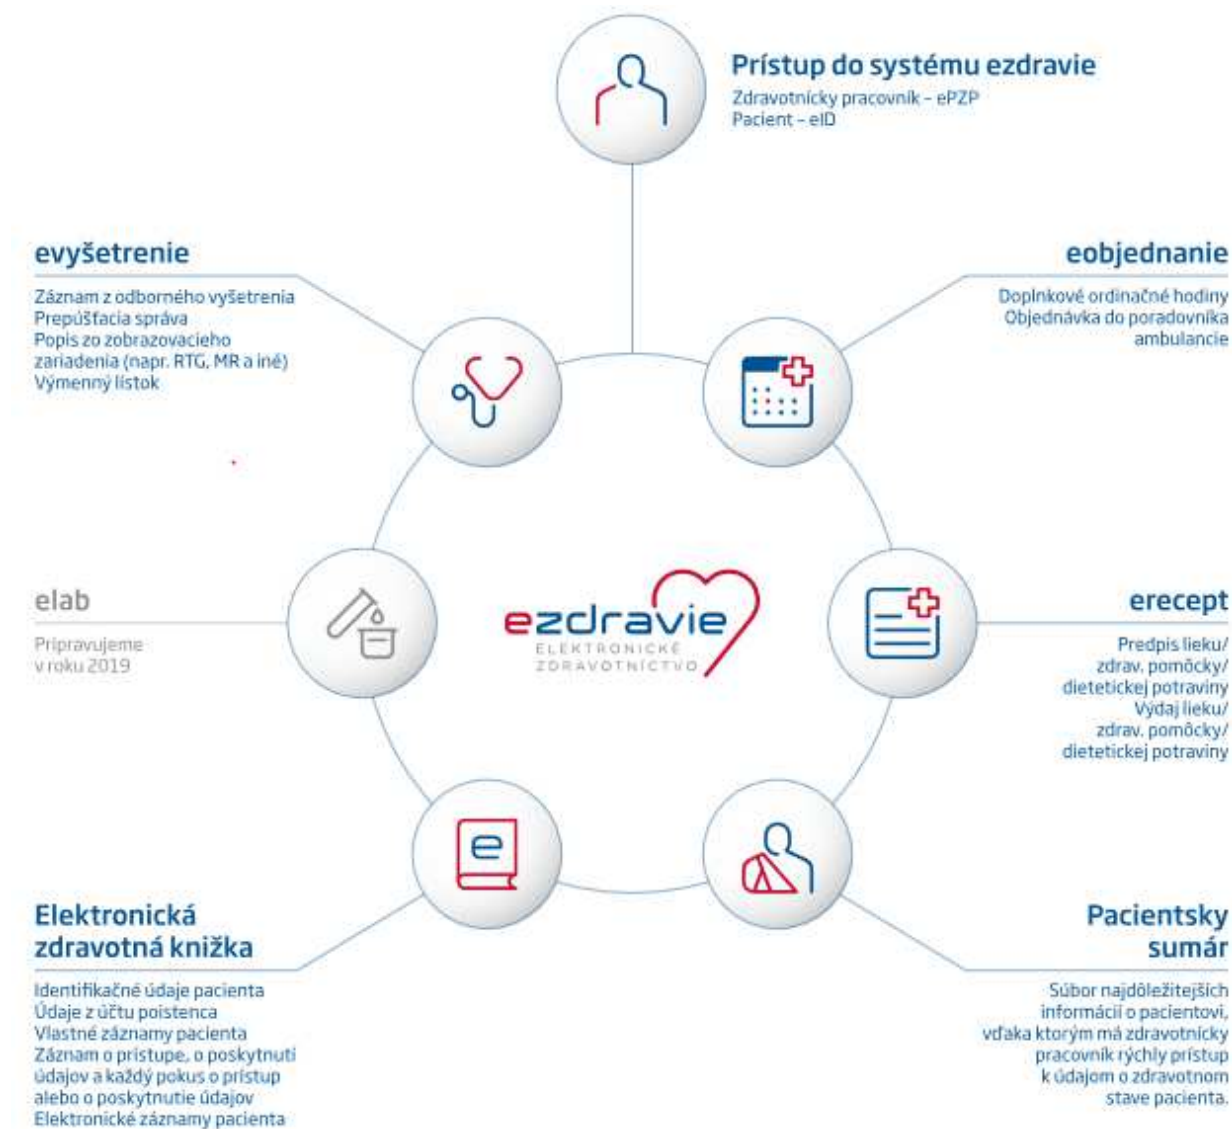 Prístup do systému ezdravie
Zdravotnícky pracovník – ePZP
Pacient – eID
evyšetrenie
Záznam z odborného vyšetrenia
Prepúšťacia správa
Popis zo zobrazovacieho
zariadenia (napr. RTG, MR a iné)
Výmenný lístok
eobjednanie
Doplnkové ordinačné hodiny
Objednávka do poradovníka
ambulancie
elab
Pripravujeme
v roku 2019
ezdravie
ELEKTRONICKÉ
ZDRAVOTNÍCTVO
erecept
Predpis lieku/
zdrav. pomôcky/
dietetickej potraviny
Výdaj lieku/
zdrav. pomôcky/
dietetickej potraviny
e
Elektronická
zdravotná knižka
Identifikačné údaje pacienta
Údaje z účtu poistenca
Vlastné záznamy pacienta
Záznam o prístupe, o poskytnutí
údajov a každý pokus o prístup
alebo o poskytnutie údajov
Elektronické záznamy pacienta
Pacientsky
sumár
Súbor najdôležitejších
informácií o pacientovi,
vďaka ktorým má zdravotnícky
pracovník rýchly prístup
k údajom o zdravotnom
stave pacienta.